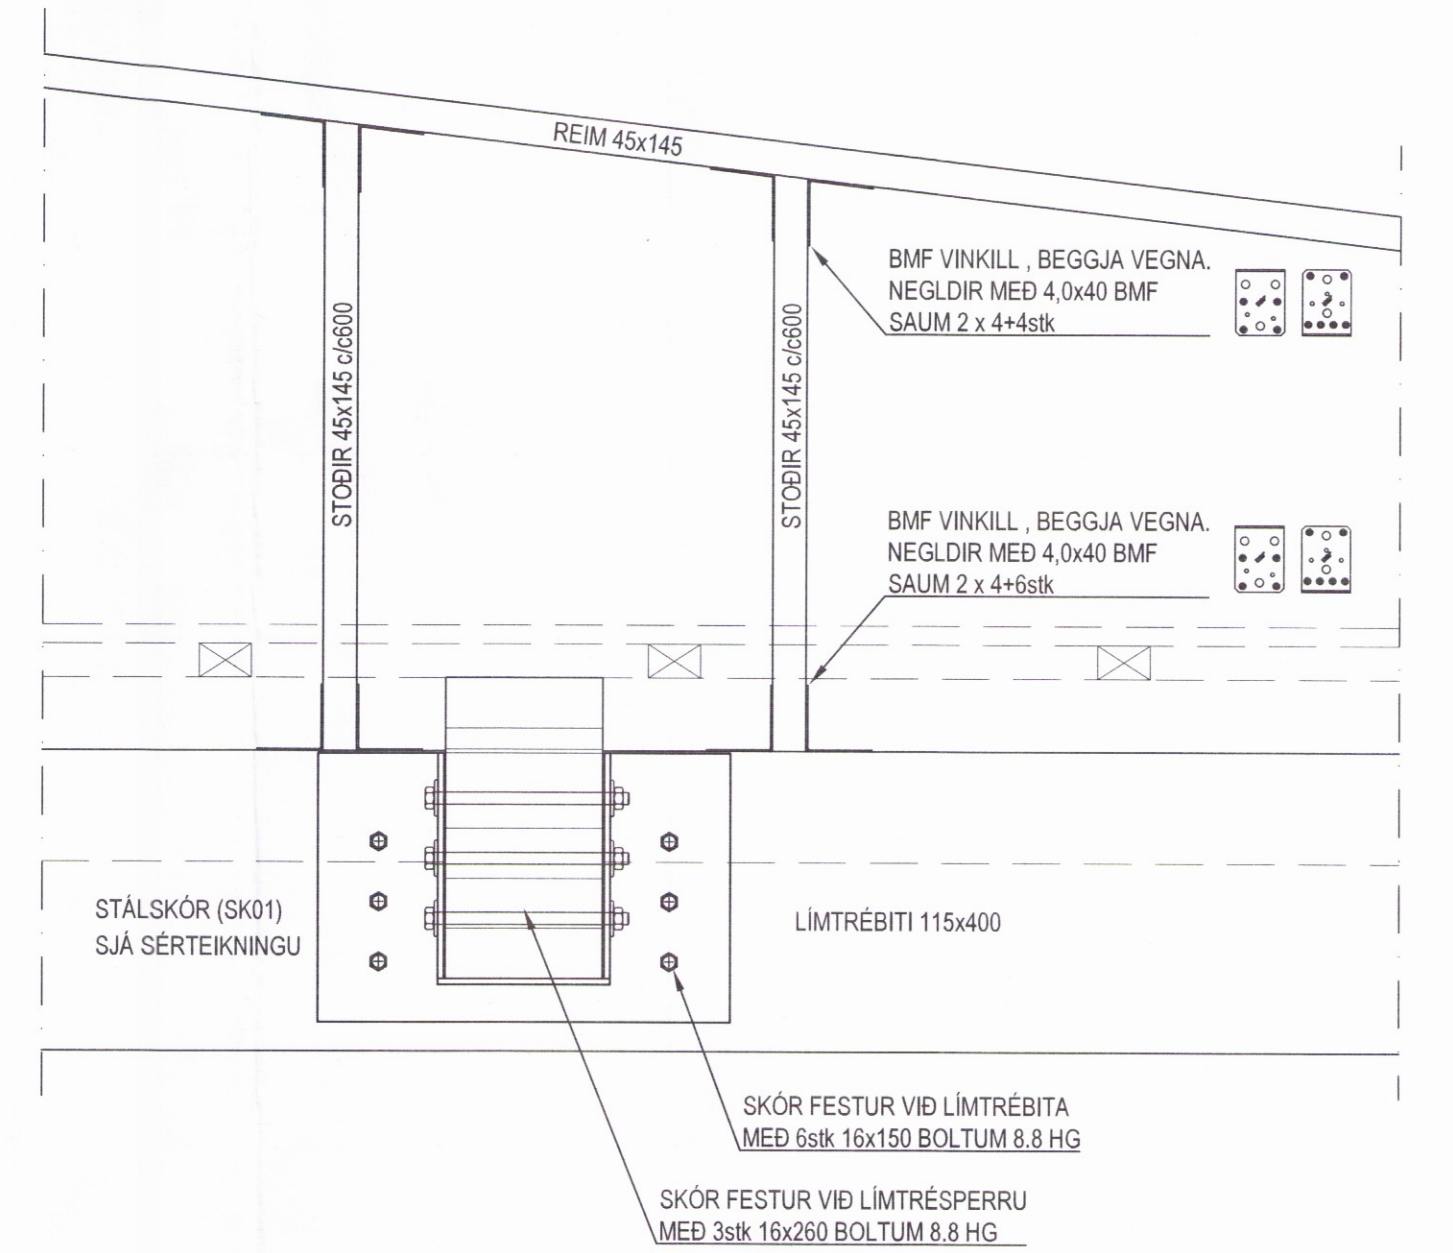 REIM 45x145
STOÐIR 45x145 c/c600
STOÐIR 45x145 c/c600
BMF VINKILL , BEGGJA VEGNA.
NEGLDIR MEÐ 4,0x40 BMF
SAUM 2 x 4+4stk
BMF VINKILL , BEGGJA VEGNA.
NEGLDIR MEÐ 4,0x40 BMF
SAUM 2 x 4+6stk
STÁLSKÓR (SK01)
SJÁ SÉRTEIKNINGU
LÍMTRÉBITI 115x400
SKÓR FESTUR VIÐ LÍMTRÉBITA
MEÐ 6stk 16x150 BOLTUM 8.8 HG
SKÓR FESTUR VIÐ LÍMTRÉSPERRU
MEÐ 3stk 16x260 BOLTUM 8.8 HG